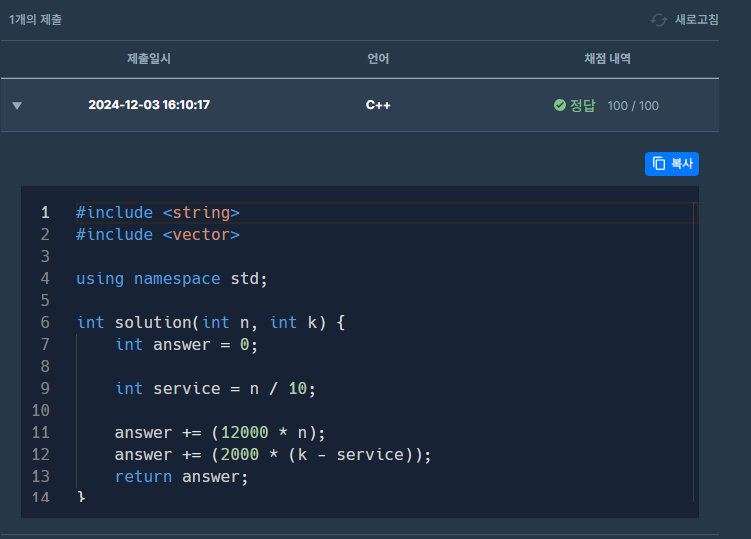 1개의 제출 새로고침
제출일시 언어 채점 내역
2024-12-03 16:10:17 C++ 정답 100 / 100
복사
1 #include <string>
2 #include <vector>
3
4 using namespace std;
5
6 int solution(int n, int k) {
7 int answer = 0;
8
9 int service = n / 10;
10
11 answer += (12000 * n);
12 answer += (2000 * (k - service));
13 return answer;
14 }